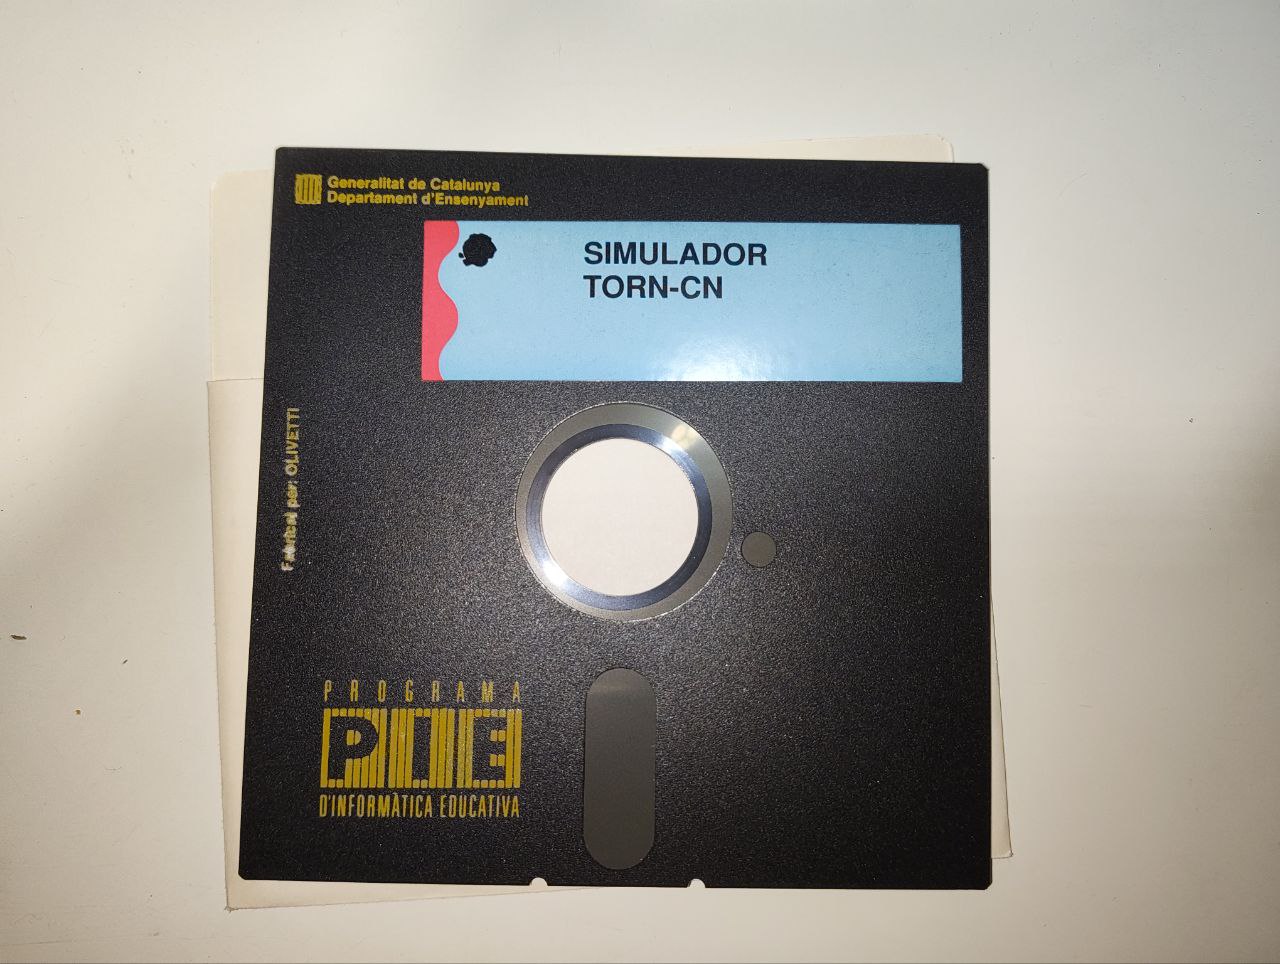 Generalitat de Catalunya
Departament d'Ensenyament
SIMULADOR
TORN-CN
Fabricat per: OLIVETTI
PROGRAMA
PIE
D'INFORMÀTICA EDUCATIVA